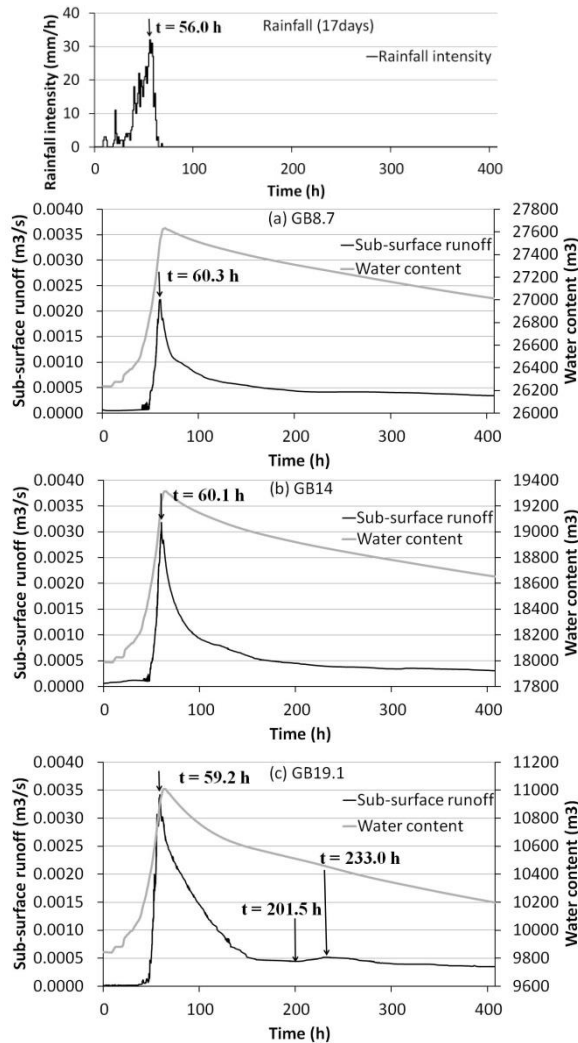 t = 56.0 h
Rainfall (17days)
Rainfall intensity
Rainfall intensity (mm/h)
40
30
20
10
0
0 100 200 300 400
Time (h)
(a) GB8.7
Sub-surface runoff
Water content
t = 60.3 h
Sub-surface runoff (m3/s)
0.0040
0.0035
0.0030
0.0025
0.0020
0.0015
0.0010
0.0005
0.0000
27800
27600
27400
27200
27000
26800
26600
26400
26200
26000
Water content (m3)
0 100 200 300 400
Time (h)
(b) GB14
t = 60.1 h
Sub-surface runoff
Water content
Sub-surface runoff (m3/s)
0.0040
0.0035
0.0030
0.0025
0.0020
0.0015
0.0010
0.0005
0.0000
19400
19200
19000
18800
18600
18400
18200
18000
17800
Water content (m3)
0 100 200 300 400
Time (h)
(c) GB19.1
t = 59.2 h
Sub-surface runoff
Water content
t = 233.0 h
t = 201.5 h
Sub-surface runoff (m3/s)
0.0040
0.0035
0.0030
0.0025
0.0020
0.0015
0.0010
0.0005
0.0000
11200
11000
10800
10600
10400
10200
10000
9800
9600
Water content (m3)
0 100 200 300 400
Time (h)